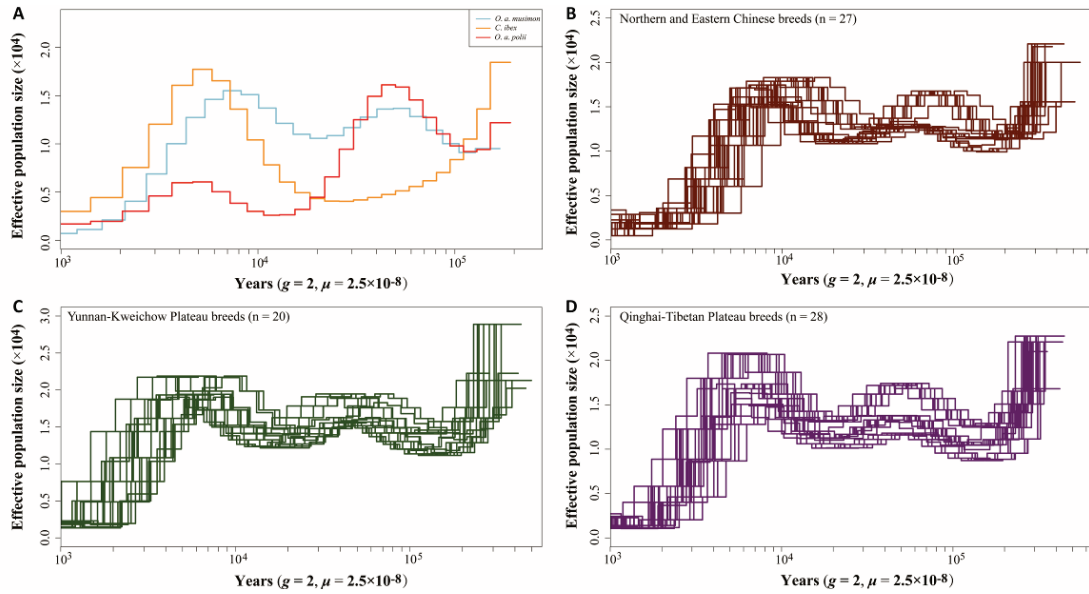 A
O. a. musimon
C. ibex
O. a. polii
Effective population size (×10⁴)
2.0
1.5
1.0
0.5
0.0
10³
10⁴
10⁵
Years (g = 2, μ = 2.5×10⁻⁸)
B
Northern and Eastern Chinese breeds (n = 27)
Effective population size (×10⁴)
2.5
2.0
1.5
1.0
0.5
0.0
10³
10⁴
10⁵
Years (g = 2, μ = 2.5×10⁻⁸)
C
Yunnan-Kweichow Plateau breeds (n = 20)
Effective population size (×10⁴)
3.0
2.5
2.0
1.5
1.0
0.5
0.0
10³
10⁴
10⁵
Years (g = 2, μ = 2.5×10⁻⁸)
D
Qinghai-Tibetan Plateau breeds (n = 28)
Effective population size (×10⁴)
2.5
2.0
1.5
1.0
0.5
0.0
10³
10⁴
10⁵
Years (g = 2, μ = 2.5×10⁻⁸)